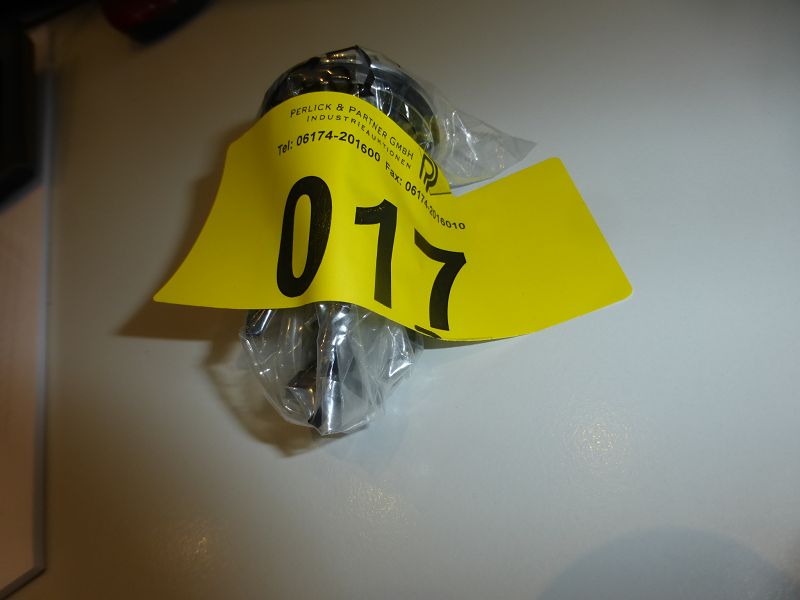 PERLICK & PARTNER GMBH
INDUSTRIEAUKTIONEN
Tel: 06174-201600 Fax: 06174-2016010
017